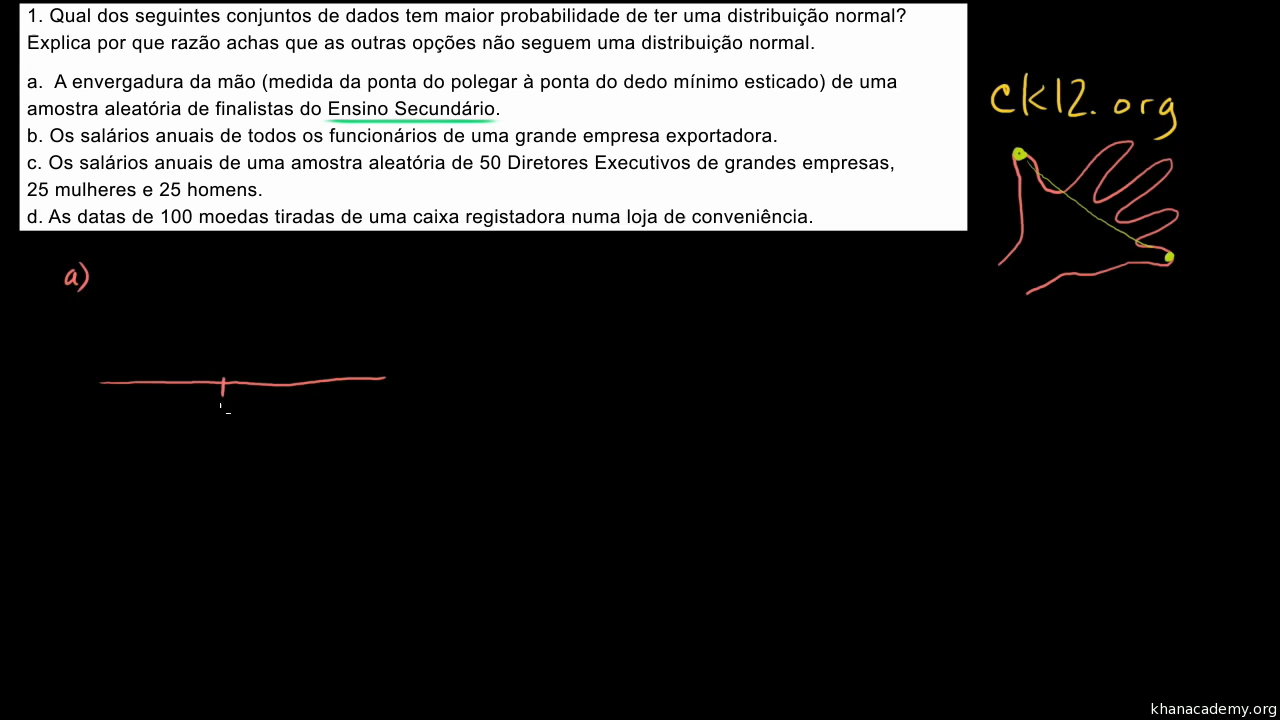 1. Qual dos seguintes conjuntos de dados tem maior probabilidade de ter uma distribuição normal?
Explica por que razão achas que as outras opções não seguem uma distribuição normal.
a. A envergadura da mão (medida da ponta do polegar à ponta do dedo mínimo esticado) de uma
amostra aleatória de finalistas do Ensino Secundário.
b. Os salários anuais de todos os funcionários de uma grande empresa exportadora.
c. Os salários anuais de uma amostra aleatória de 50 Diretores Executivos de grandes empresas,
25 mulheres e 25 homens.
d. As datas de 100 moedas tiradas de uma caixa registadora numa loja de conveniência.
ck12.org
a)
khanacademy.org